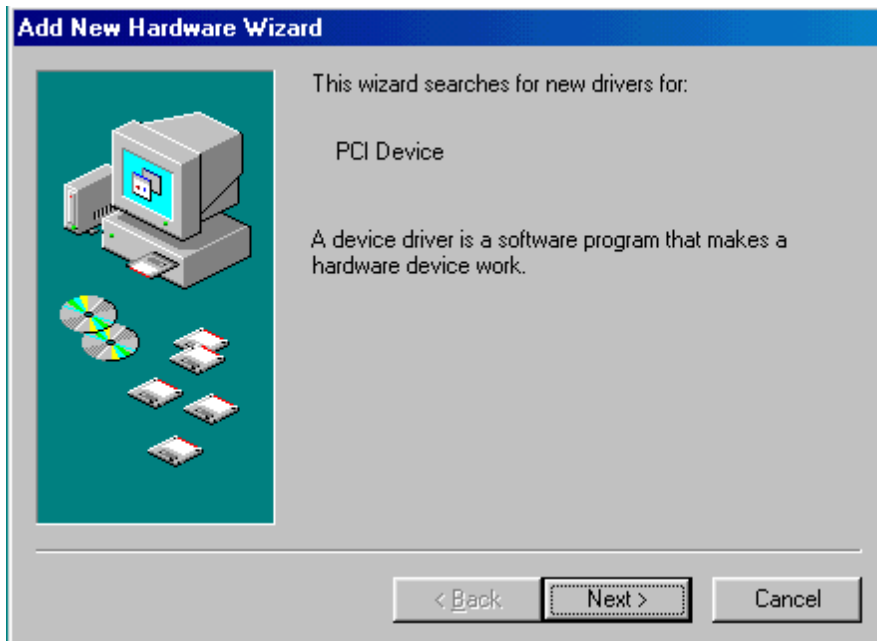 Add New Hardware Wizard
This wizard searches for new drivers for:
PCI Device
A device driver is a software program that makes a
hardware device work.
< Back
Next >
Cancel